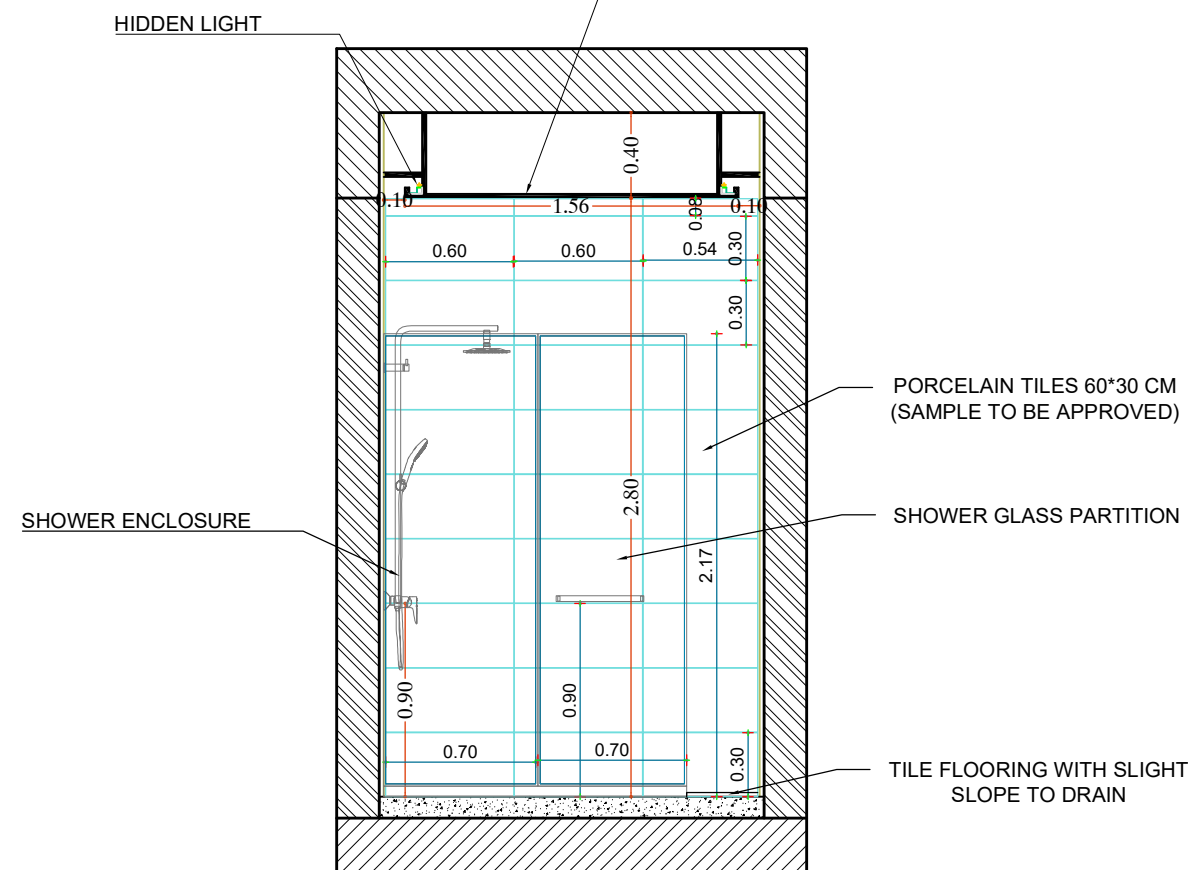 HIDDEN LIGHT
0.40
0.10
1.56
0.08
0.10
0.60
0.60
0.54
0.30
0.30
PORCELAIN TILES 60*30 CM
(SAMPLE TO BE APPROVED)
2.80
SHOWER GLASS PARTITION
SHOWER ENCLOSURE
2.17
0.90
0.90
0.70
0.70
0.30
TILE FLOORING WITH SLIGHT
SLOPE TO DRAIN